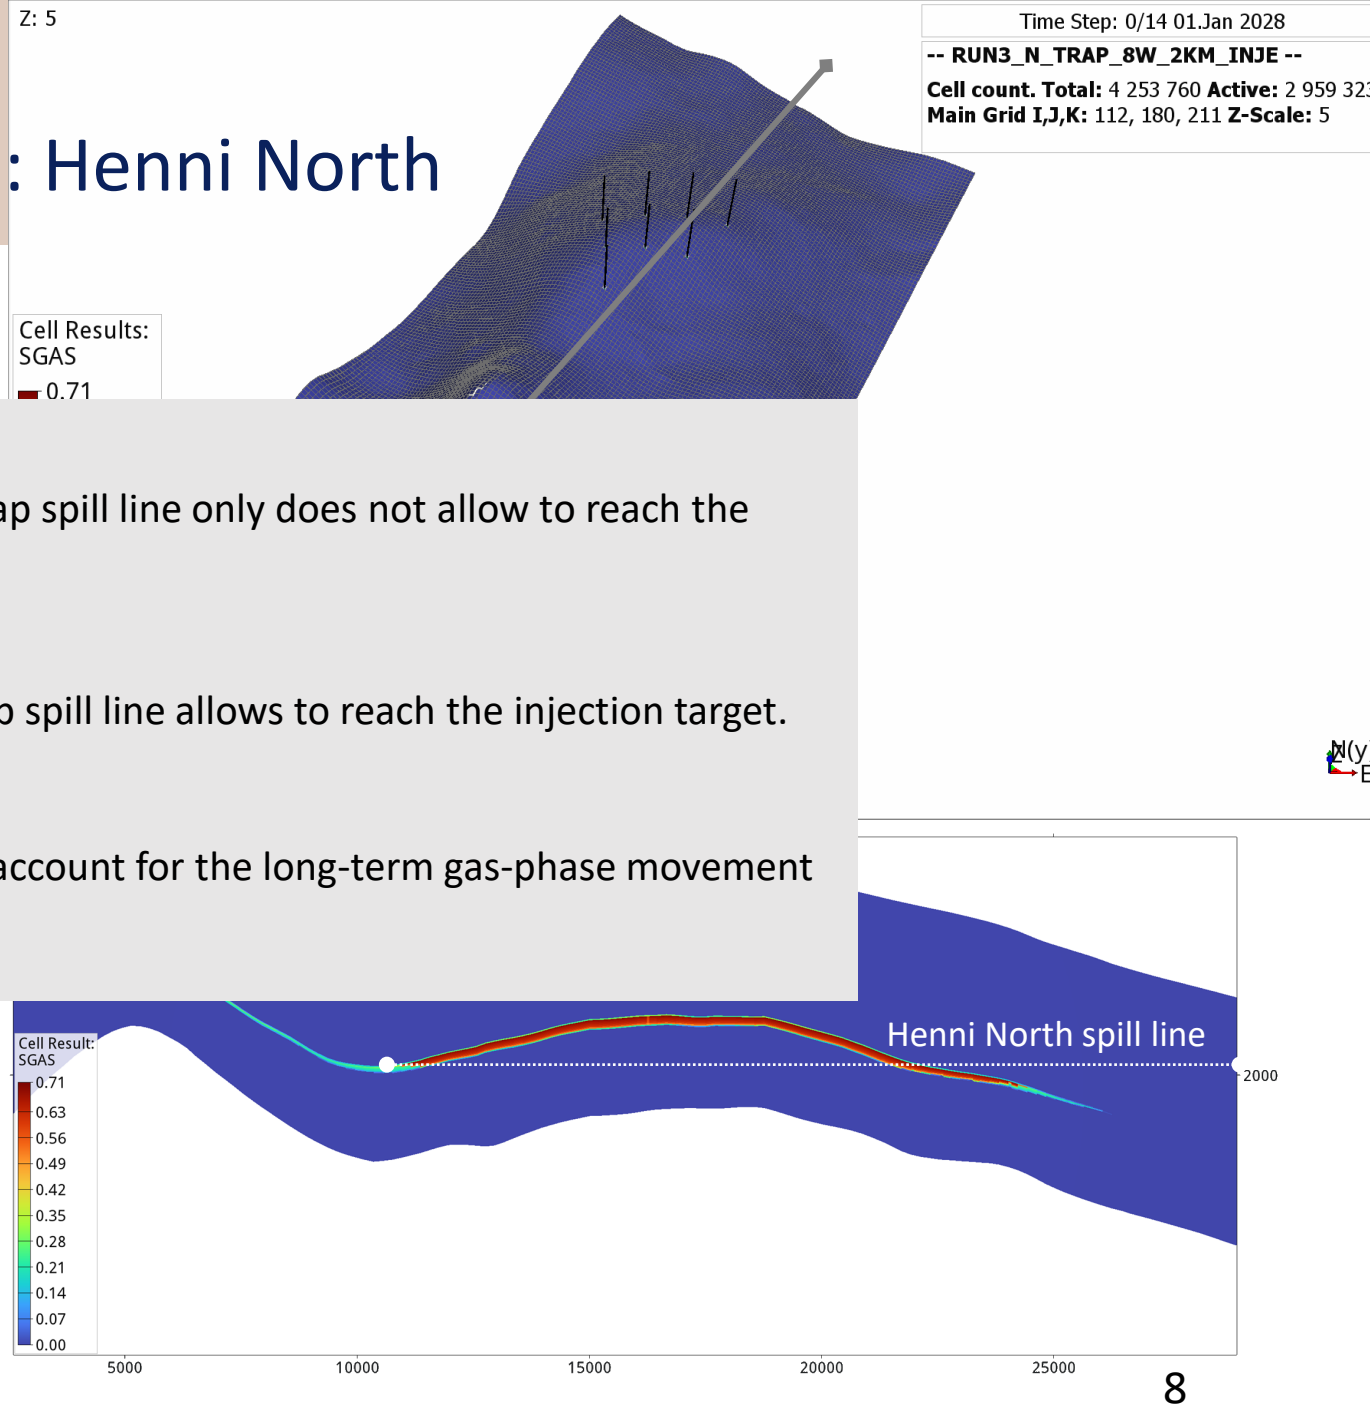 Z: 5
Time Step: 0/14 01.Jan 2028
-- RUN3_N_TRAP_8W_2KM_INJE --
Cell count. Total: 4 253 760 Active: 2 959 323
Main Grid I,J,K: 112, 180, 211 Z-Scale: 5
: Henni North
Cell Results:
SGAS
0.71
ap spill line only does not allow to reach the
p spill line allows to reach the injection target.
account for the long-term gas-phase movement
N(y
E
Henni North spill line
2000
Cell Result:
SGAS
0.71
0.63
0.56
0.49
0.42
0.35
0.28
0.21
0.14
0.07
0.00
5000 10000 15000 20000 25000
8